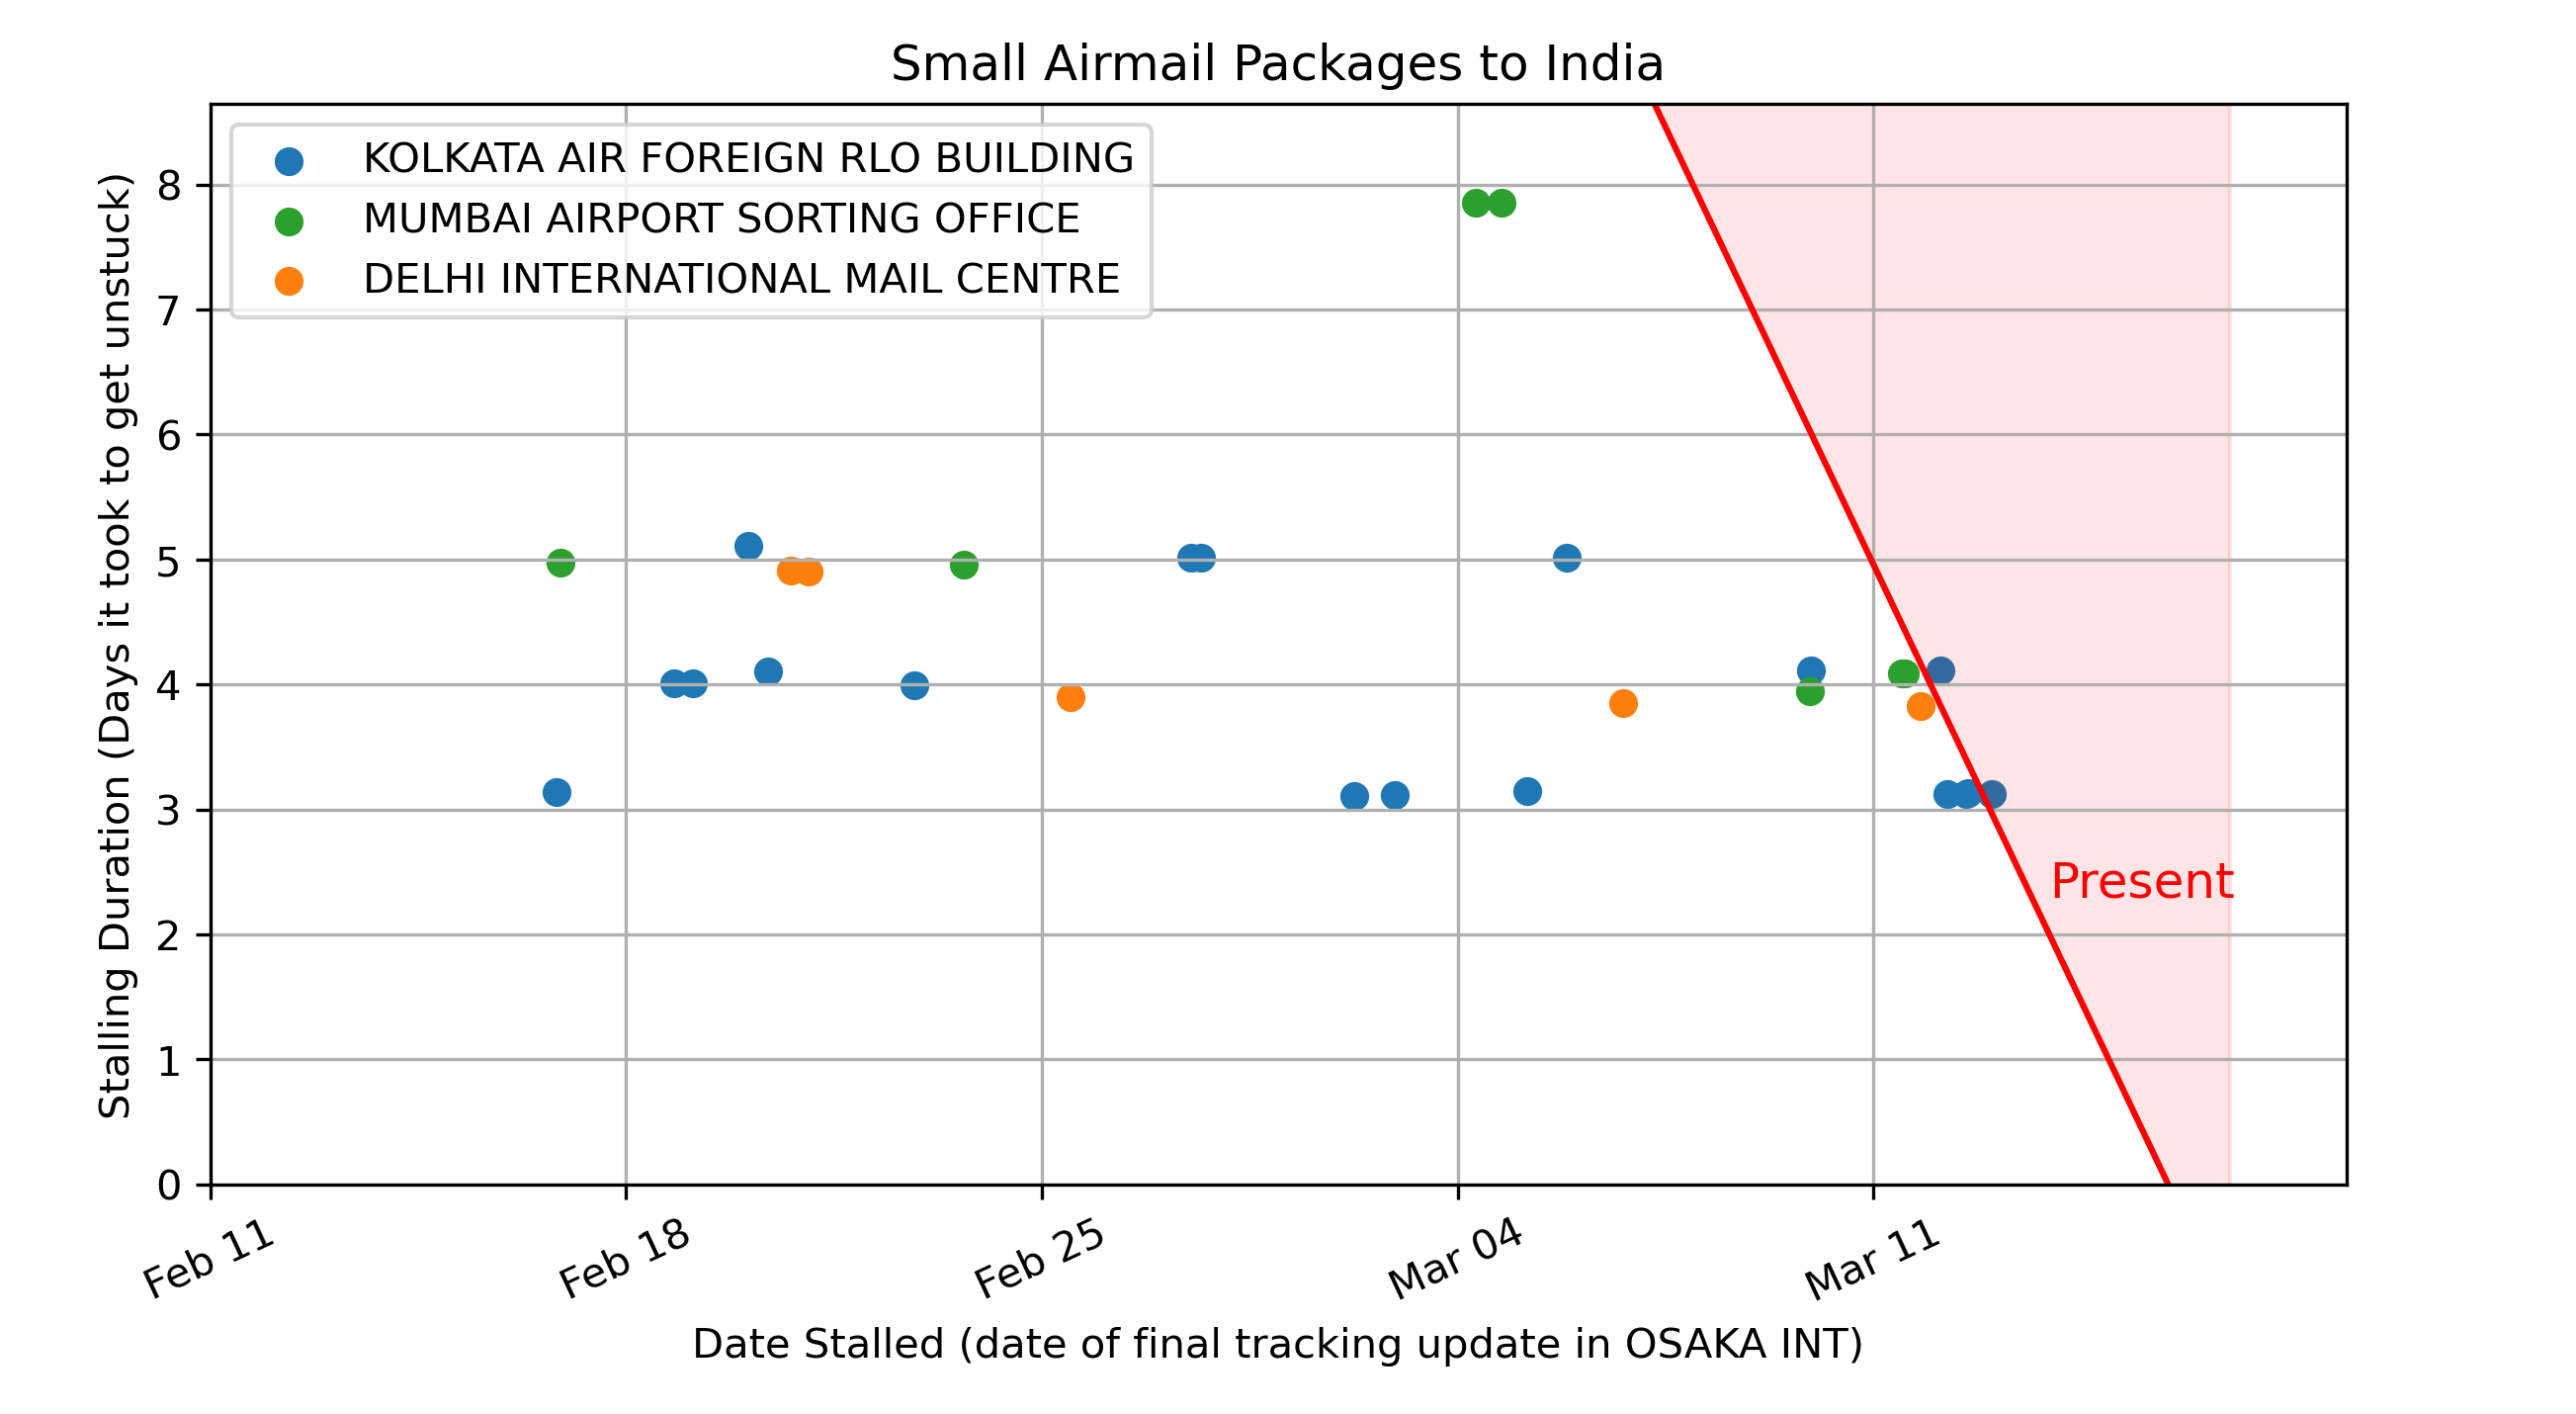 Small Airmail Packages to India
KOLKATA AIR FOREIGN RLO BUILDING
MUMBAI AIRPORT SORTING OFFICE
DELHI INTERNATIONAL MAIL CENTRE
Stalling Duration (Days it took to get unstuck)
8
7
6
5
4
3
2
1
0
Present
Feb 11
Feb 18
Feb 25
Mar 04
Mar 11
Date Stalled (date of final tracking update in OSAKA INT)